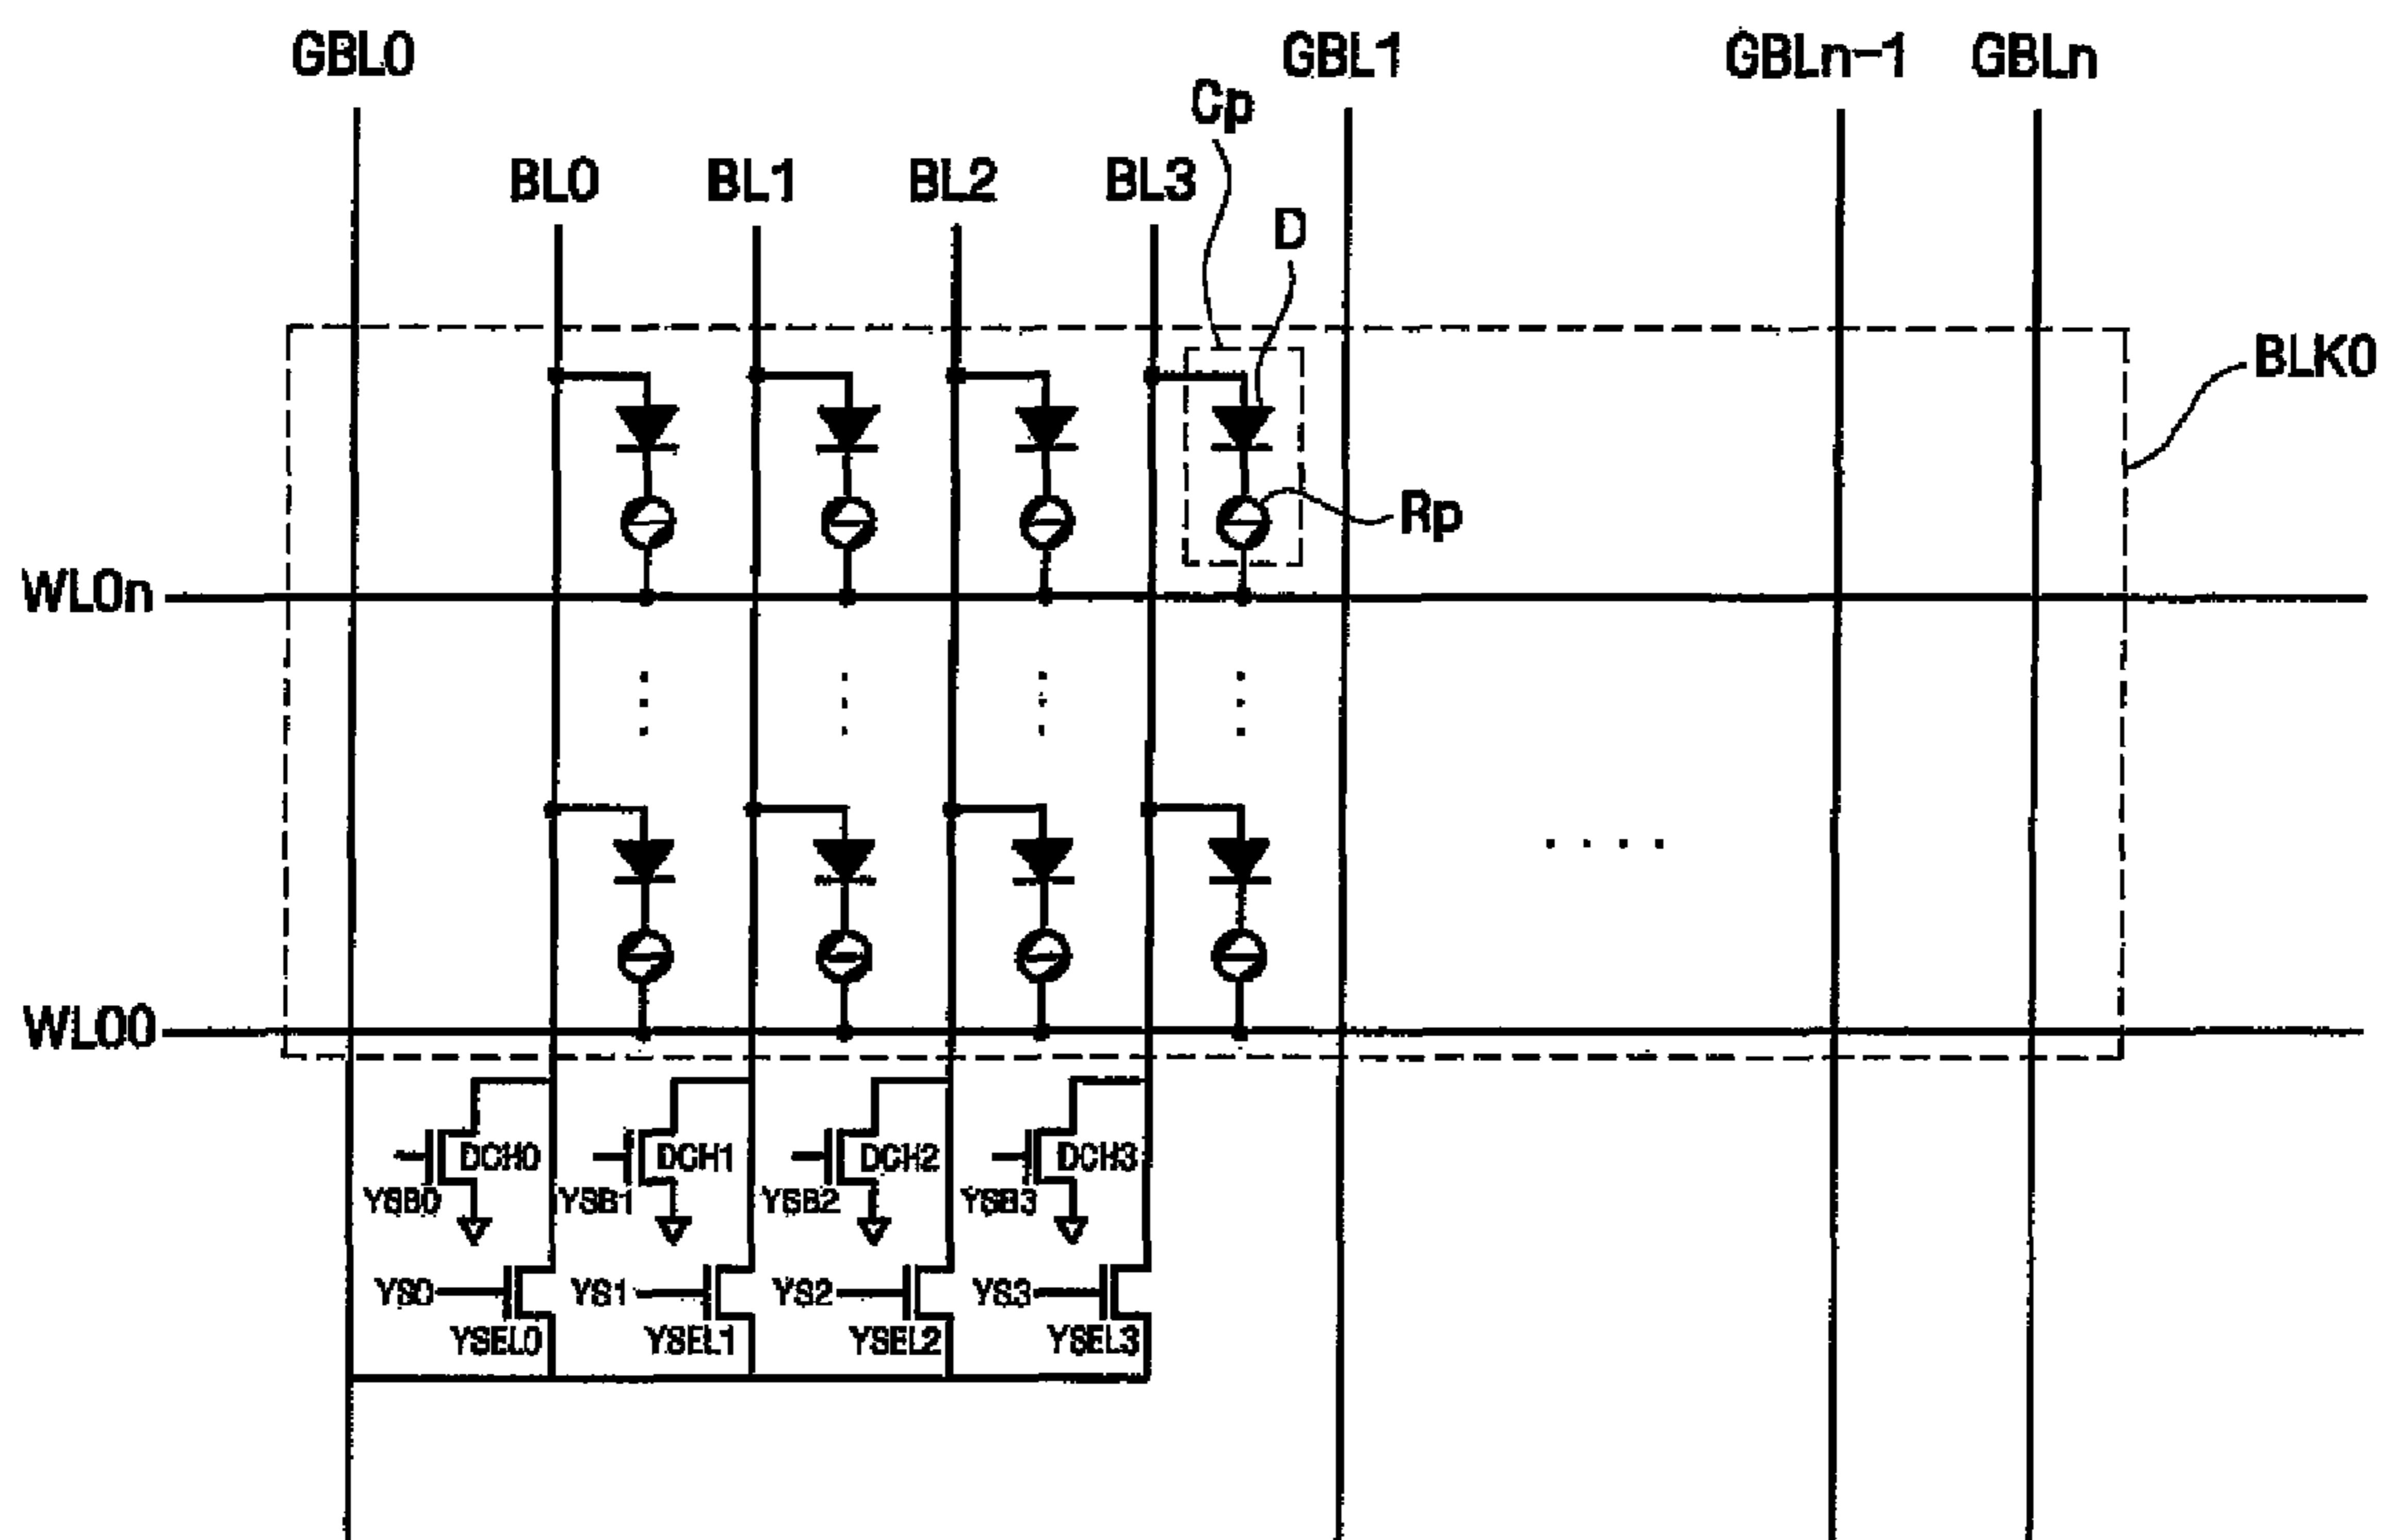 GBL0 GBL1 GBLn-1 GBLn
Cp
BL0 BL1 BL2 BL3
D
BLK0
Rp
WL0n
WL00
DCH0 DCH1 DCH2 DCH3
YSB0 YSB1 YSB2 YSB3
YS0 YS1 YS2 YS3
YSEL0 YSEL1 YSEL2 YSEL3